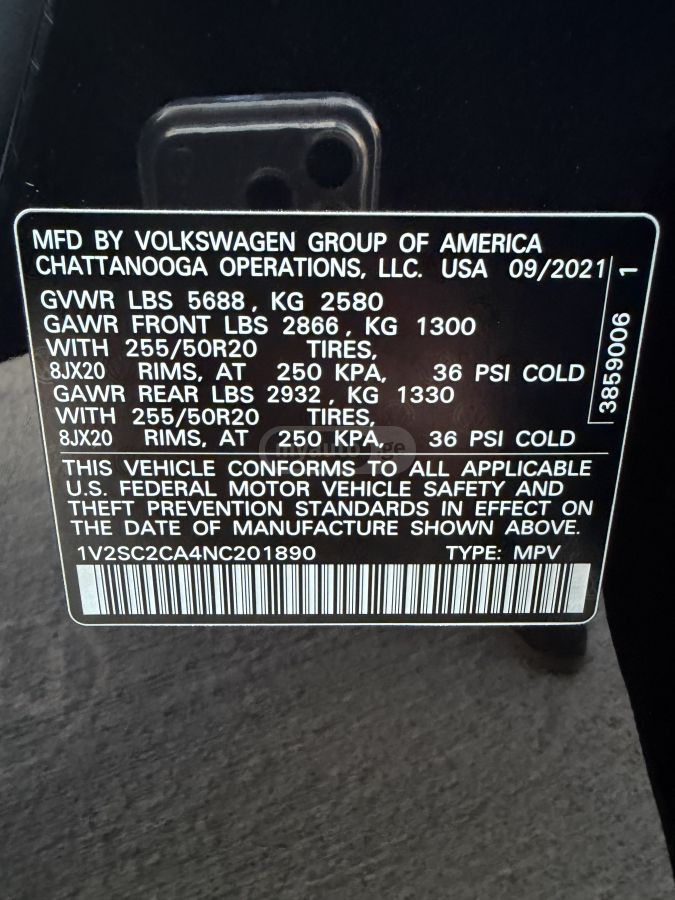 MFD BY VOLKSWAGEN GROUP OF AMERICA
CHATTANOOGA OPERATIONS, LLC. USA 09/2021
GVWR LBS 5688, KG 2580
GAWR FRONT LBS 2866, KG 1300
WITH 255/50R20 TIRES,
8JX20 RIMS, AT 250 KPA, 36 PSI COLD
GAWR REAR LBS 2932, KG 1330
WITH 255/50R20 TIRES,
8JX20 RIMS, AT 250 KPA, 36 PSI COLD
3859006 1
THIS VEHICLE CONFORMS TO ALL APPLICABLE
U.S. FEDERAL MOTOR VEHICLE SAFETY AND
THEFT PREVENTION STANDARDS IN EFFECT ON
THE DATE OF MANUFACTURE SHOWN ABOVE.
1V2SC2CA4NC201890 TYPE: MPV